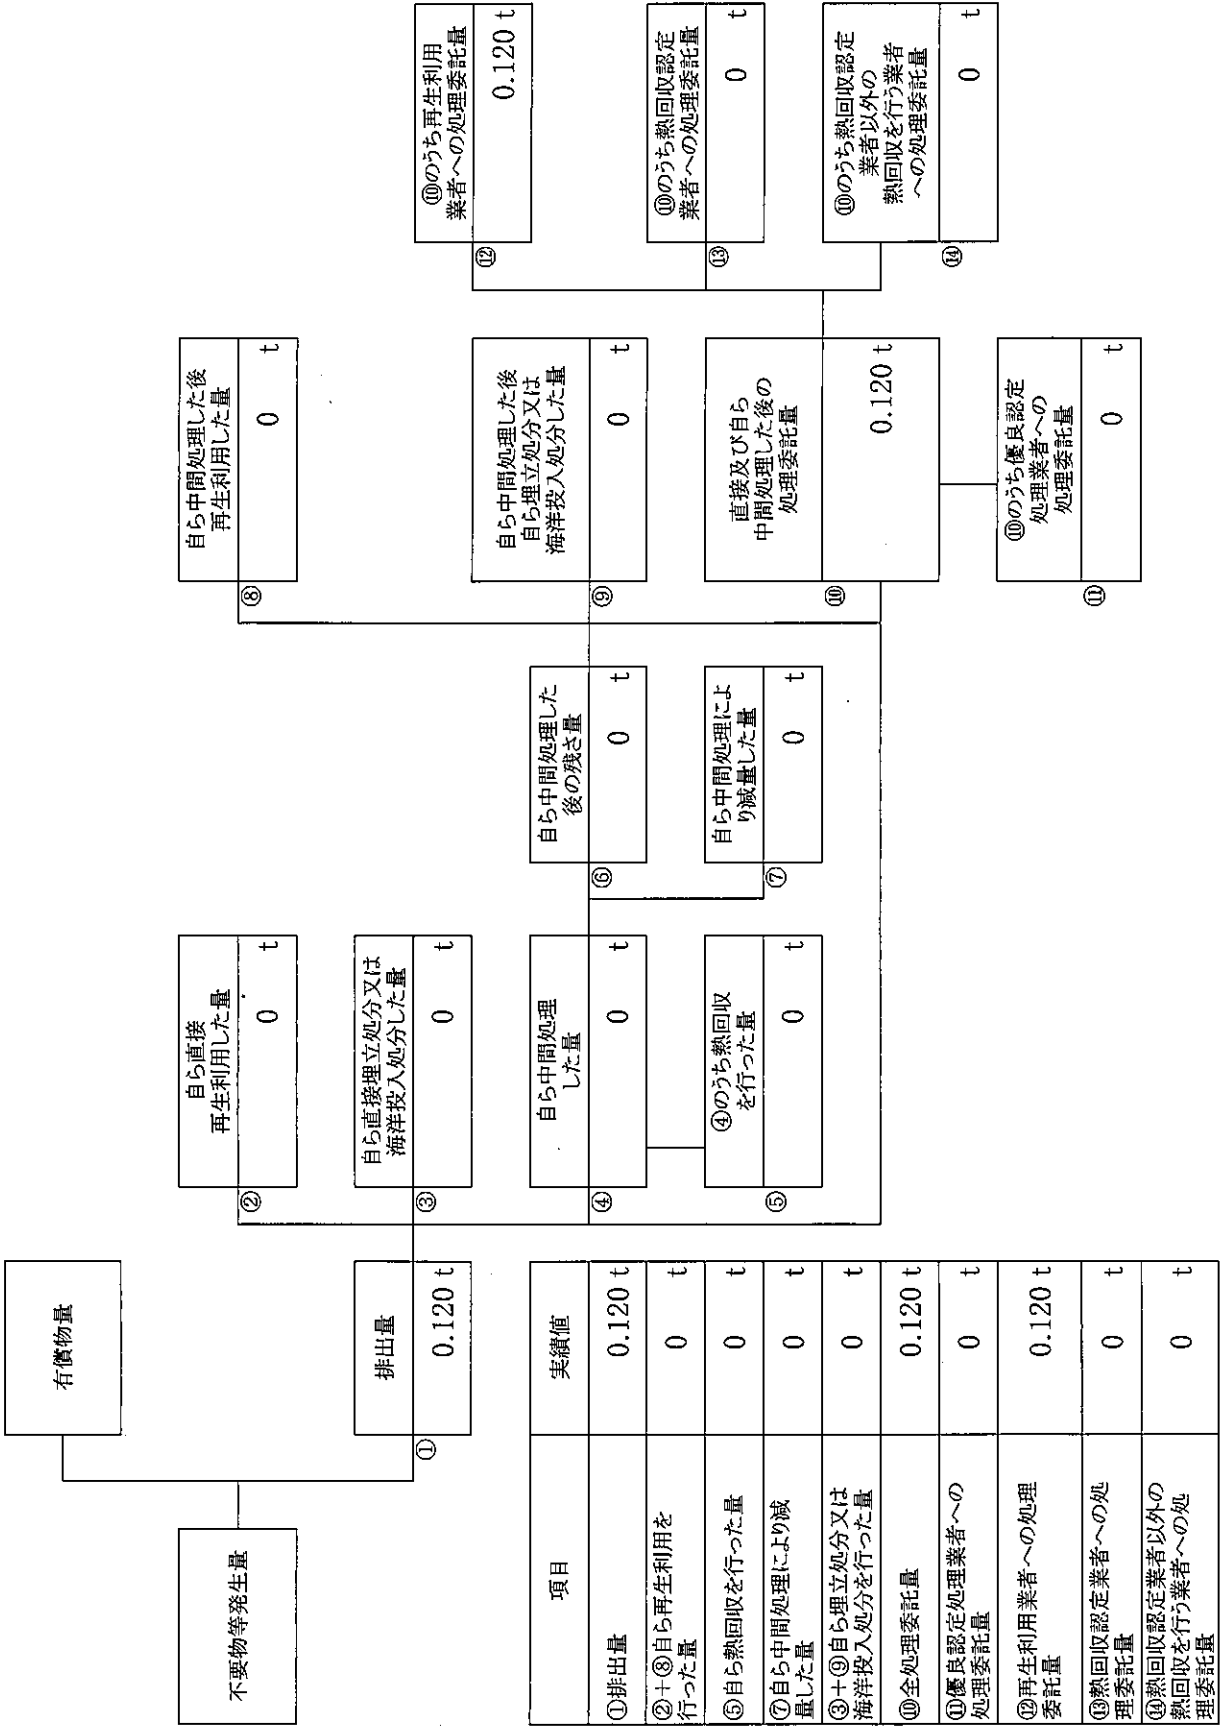 不要物等発生量
有償物量
①
排出量
0.120 t
②
自ら直接
再生利用した量
0 t
③
自ら直接埋立処分又は
海洋投入処分した量
0 t
④
自ら中間処理
した量
0 t
⑤
④のうち熱回収
を行った量
0 t
⑥
自ら中間処理した
後の残さ量
0 t
⑦
自ら中間処理によ
り減量した量
0 t
⑧
自ら中間処理した後
再生利用した量
0 t
⑨
自ら中間処理した後
自ら埋立処分又は
海洋投入処分した量
0 t
⑩
直接及び自ら
中間処理した後の
処理委託量
0.120 t
⑪
⑩のうち優良認定
処理業者への
処理委託量
0 t
⑫
⑩のうち再生利用
業者への処理委託量
0.120 t
⑬
⑩のうち熱回収認定
業者への処理委託量
0 t
⑭
⑩のうち熱回収認定
業者以外の
熱回収を行う業者
への処理委託量
0 t
項目 実績値
①排出量 0.120 t
②+⑧自ら再生利用を
行った量 0 t
⑤自ら熱回収を行った量 0 t
⑦自ら中間処理により減
量した量 0 t
③+⑨自ら埋立処分又は
海洋投入処分を行った量 0 t
⑩全処理委託量 0.120 t
⑪優良認定処理業者への
処理委託量 0 t
⑫再生利用業者への処理
委託量 0.120 t
⑬熱回収認定業者への処
理委託量 0 t
⑭熱回収認定業者以外の
熱回収を行う業者への処
理委託量 0 t